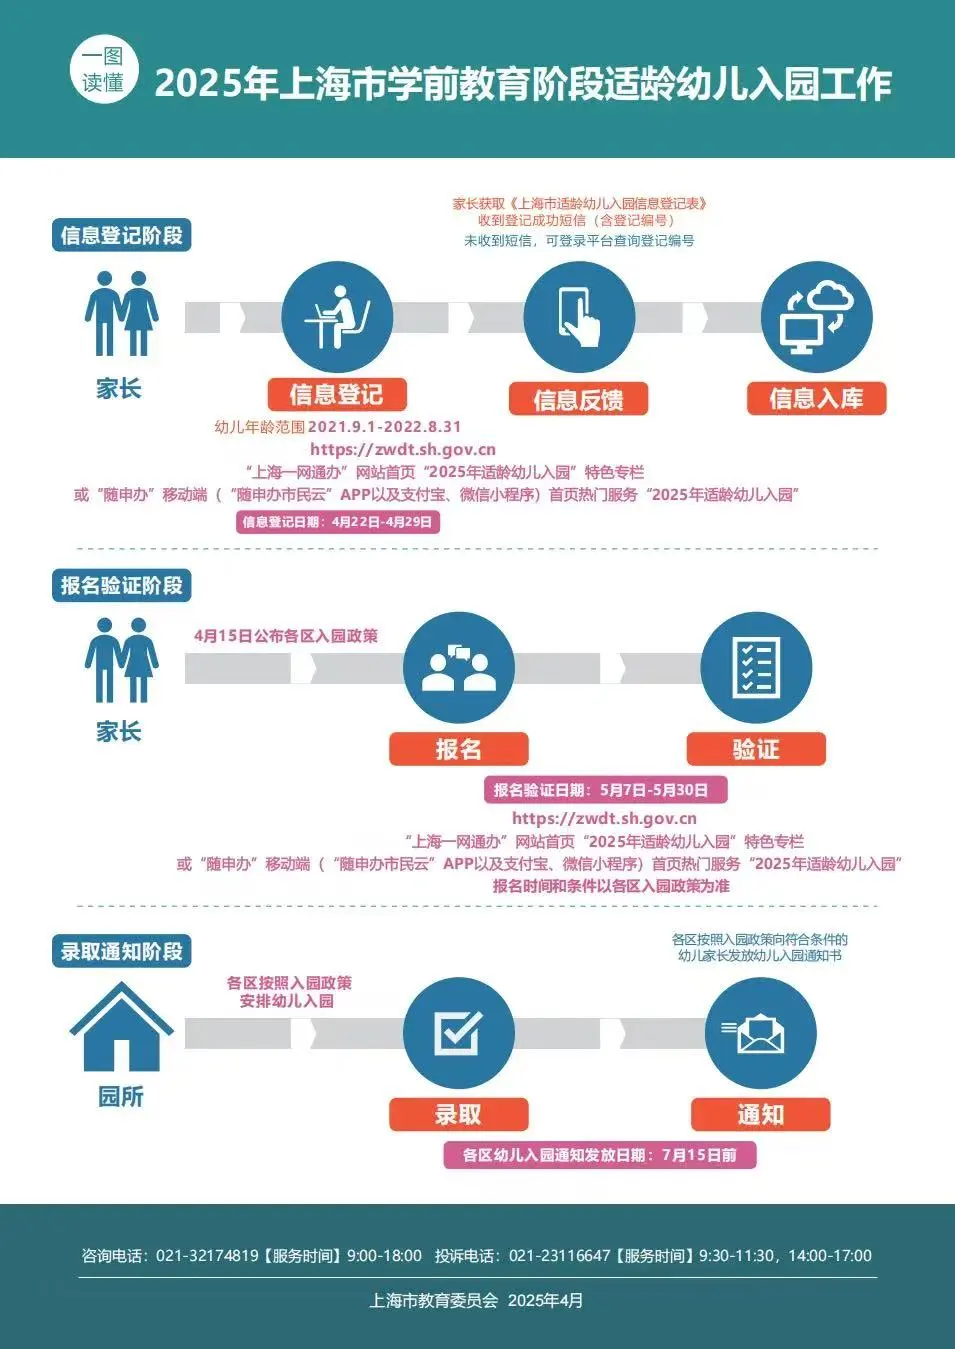 一图
读懂
2025年上海市学前教育阶段适龄幼儿入园工作
信息登记阶段
家长获取《上海市适龄幼儿入园信息登记表》
收到登记成功短信（含登记编号）
未收到短信，可登录平台查询登记编号
家长
信息登记
信息反馈
信息入库
幼儿年龄范围2021.9.1-2022.8.31
https://zwdt.sh.gov.cn
“上海一网通办”网站首页“2025年适龄幼儿入园”特色专栏
或“随申办”移动端（“随申办市民云”APP以及支付宝、微信小程序）首页热门服务“2025年适龄幼儿入园”
信息登记日期：4月22日-4月29日
报名验证阶段
4月15日公布各区入园政策
家长
报名
验证
报名验证日期：5月7日-5月30日
https://zwdt.sh.gov.cn
“上海一网通办”网站首页“2025年适龄幼儿入园”特色专栏
或“随申办”移动端（“随申办市民云”APP以及支付宝、微信小程序）首页热门服务“2025年适龄幼儿入园“
报名时间和条件以各区入园政策为准
录取通知阶段
各区按照入园政策向符合条件的
幼儿家长发放幼儿入园通知书
各区按照入园政策
安排幼儿入园
园所
录取
通知
各区幼儿入园通知发放日期：7月15日前
咨询电话：021-32174819【服务时间】9:00-18:00 投诉电话：021-23116647【服务时间】9:30-11:30，14:00-17:00
上海市教育委员会 2025年4月